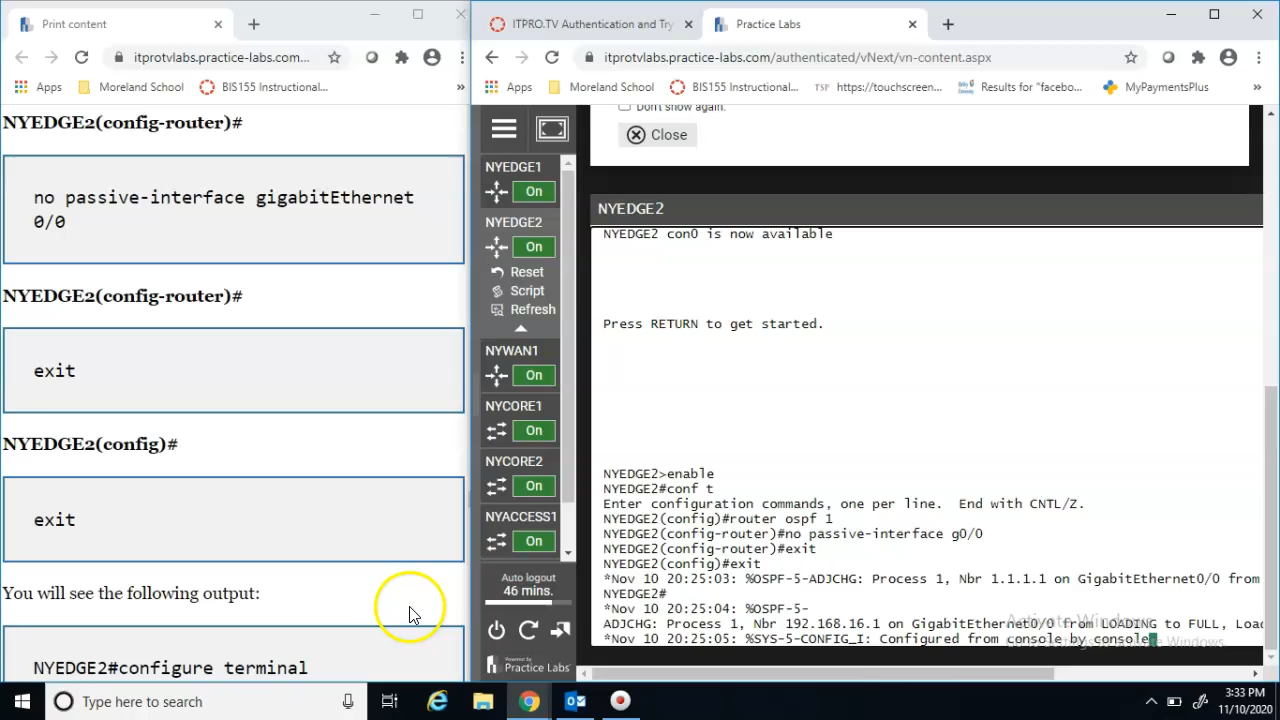 Print content
ITPRO.TV Authentication and Try
Practice Labs
itprotvlabs.practice-labs.com...
itprotvlabs.practice-labs.com/authenticated/vNext/vn-content.aspx
Apps
Moreland School
BIS155 Instructional...
»
Apps
Moreland School
BIS155 Instructional...
TSP
https://touchscreen...
Results for "facebo...
MyPaymentsPlus
»
NYEDGE2(config-router)#
no passive-interface gigabitEthernet
0/0
NYEDGE2(config-router)#
exit
NYEDGE2(config)#
exit
You will see the following output:
NYEDGE2#configure terminal
Don't show again.
Close
NYEDGE1
On
NYEDGE2
On
Reset
Script
Refresh
NYWAN1
On
NYCORE1
On
NYCORE2
On
NYACCESS1
On
Auto logout
46 mins.
Powered by
Practice Labs
NYEDGE2
NYEDGE2 con0 is now available
Press RETURN to get started.
NYEDGE2>enable
NYEDGE2#conf t
Enter configuration commands, one per line.  End with CNTL/Z.
NYEDGE2(config)#router ospf 1
NYEDGE2(config-router)#no passive-interface g0/0
NYEDGE2(config-router)#exit
NYEDGE2(config)#exit
*Nov 10 20:25:03: %OSPF-5-ADJCHG: Process 1, Nbr 1.1.1.1 on GigabitEthernet0/0 from
NYEDGE2#
*Nov 10 20:25:04: %OSPF-5-
ADJCHG: Process 1, Nbr 192.168.16.1 on GigabitEthernet0/0 from LOADING to FULL, Loa
*Nov 10 20:25:05: %SYS-5-CONFIG_I: Configured from console by console
Activate Windows
Type here to search
3:33 PM
11/10/2020